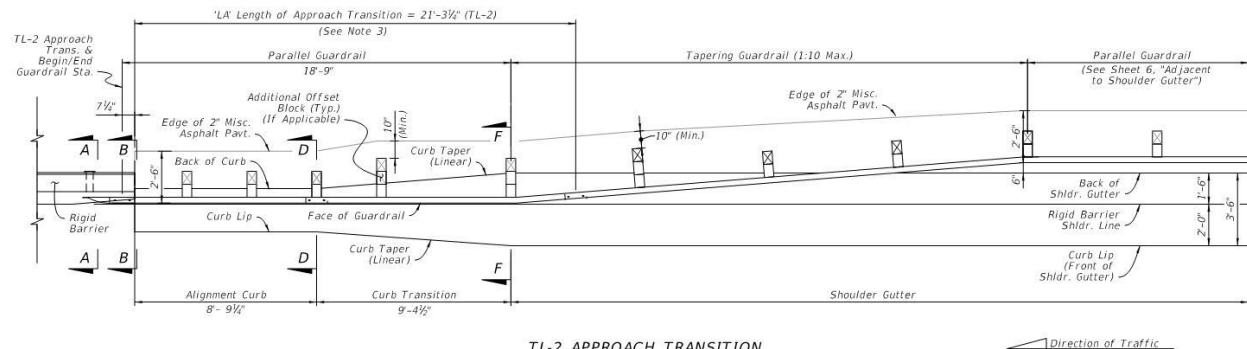 'LA' Length of Approach Transition = 21'-3¼" (TL-2)
(See Note 3)
TL-2 Approach
Trans. &
Begin/End
Guardrail Sta.
Parallel Guardrail
18'-9"
Tapering Guardrail (1:10 Max.)
Parallel Guardrail
(See Sheet 6, "Adjacent
to Shoulder Gutter")
7¼"
Additional Offset
Block (Typ.)
(If Applicable)
10"
(Min.)
Edge of 2" Misc.
Asphalt Pavt.
Edge of 2" Misc.
Asphalt Pavt.
10" (Min.)
A
B
D
F
Curb Taper
(Linear)
Back of Curb
2'-6"
2'-6"
6"
Back of
Shldr. Gutter
1'-6"
3'-6"
Rigid
Barrier
Curb Lip
Face of Guardrail
Rigid Barrier
Shldr. Line
2'-0"
Curb Taper
(Linear)
A
B
D
F
Curb Lip
(Front of
Shldr. Gutter)
Alignment Curb
8'- 9¼"
Curb Transition
9'-4½"
Shoulder Gutter
TL-2 APPROACH TRANSITION
Direction of Traffic